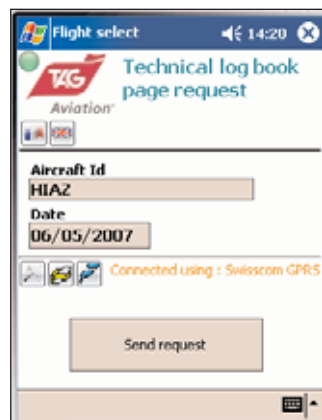 Flight select 14:20
TAG
Aviation
Technical log book
page request
Aircraft Id
HIAZ
Date
06/05/2007
Connected using : Swisscom GPRS
Send request